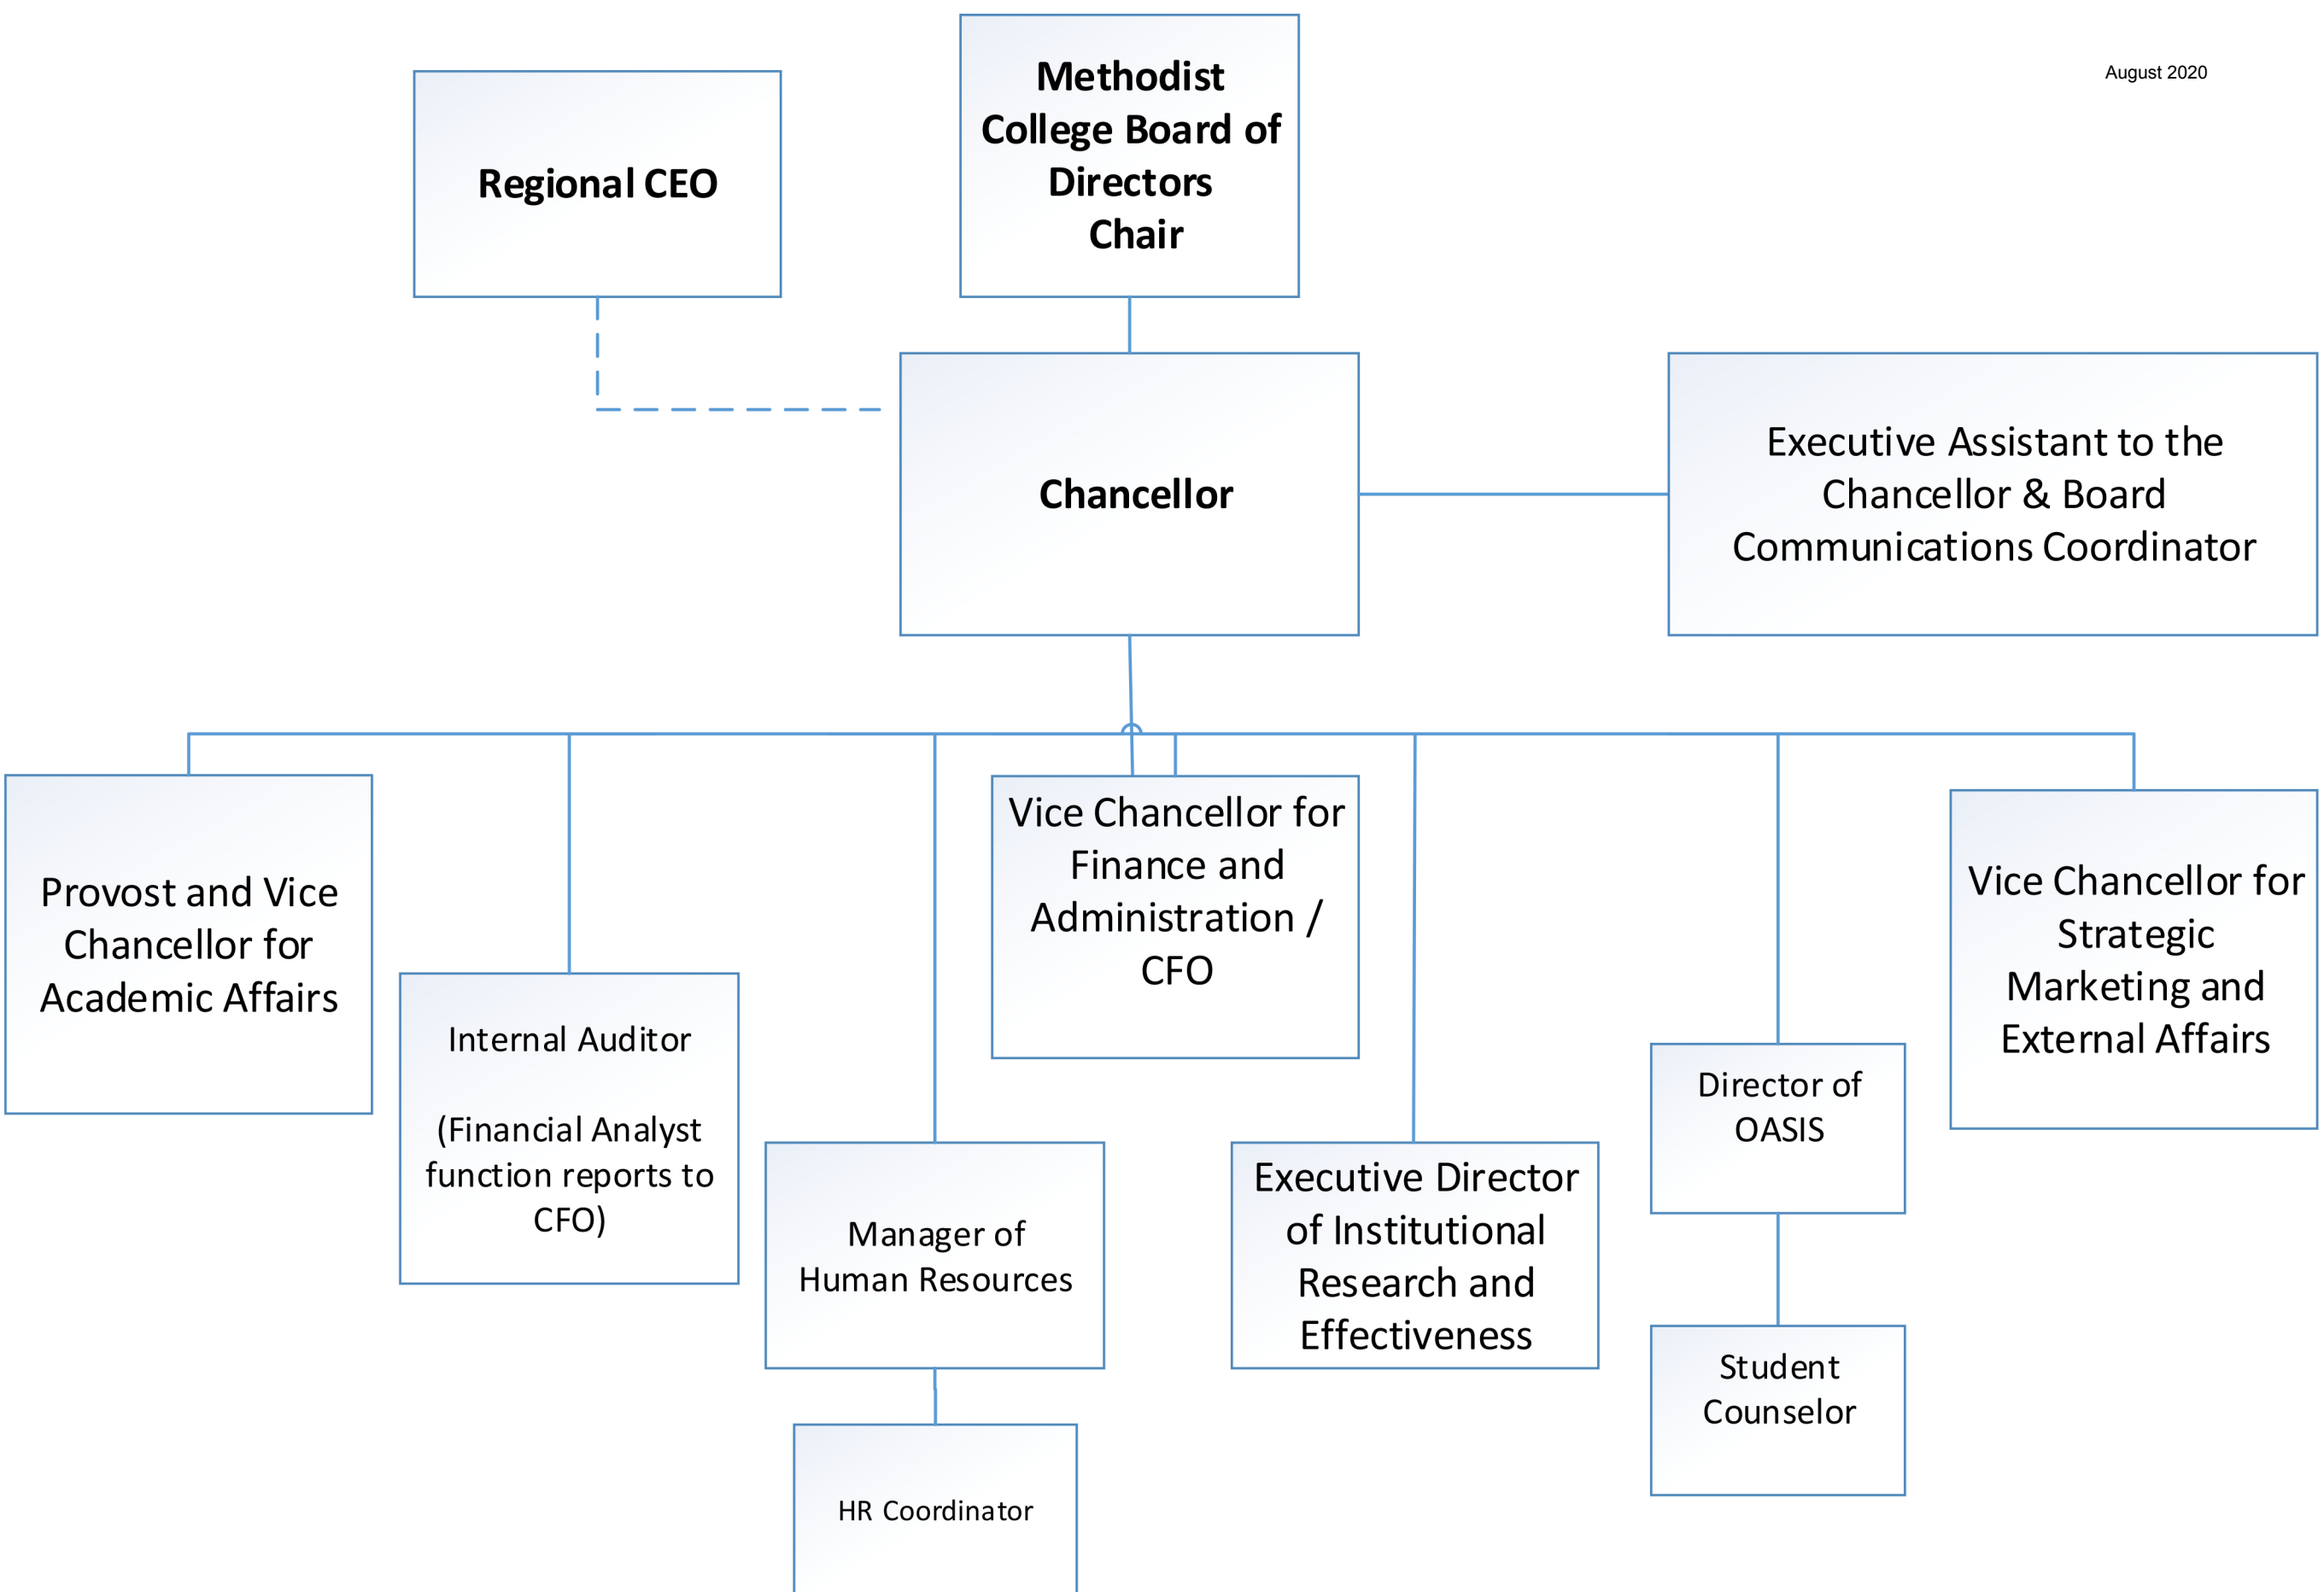 August 2020
Methodist
College Board of
Directors
Chair
Regional CEO
Chancellor
Executive Assistant to the
Chancellor & Board
Communications Coordinator
Provost and Vice
Chancellor for
Academic Affairs
Internal Auditor
(Financial Analyst
function reports to
CFO)
Manager of
Human Resources
HR Coordinator
Vice Chancellor for
Finance and
Administration /
CFO
Executive Director
of Institutional
Research and
Effectiveness
Director of
OASIS
Student
Counselor
Vice Chancellor for
Strategic
Marketing and
External Affairs